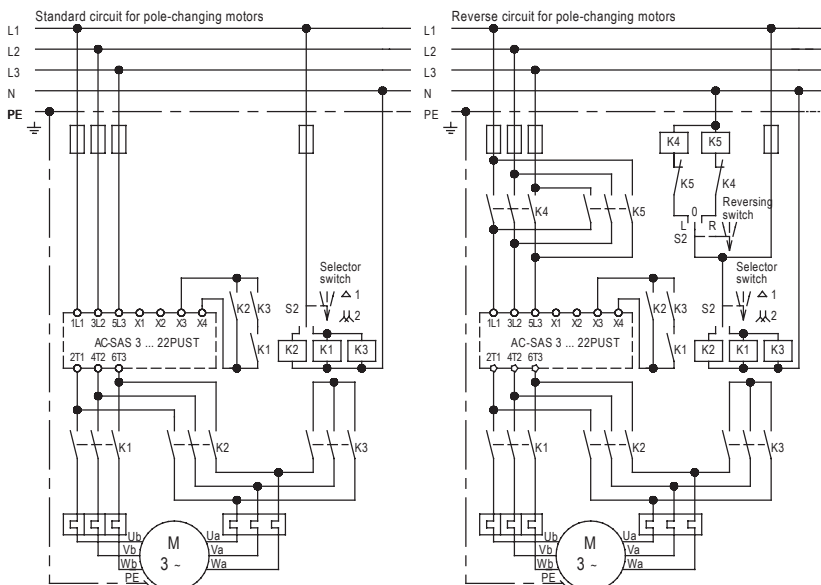 Standard circuit for pole-changing motors
L1
L2
L3
N
PE
S2
Selector
switch
1
2
1L1 3L2 5L3 X1 X2 X3 X4
K2 K3
K1
AC-SAS 3 ... 22PUST
2T1 4T2 6T3
K2 K1 K3
K1 K2 K3
Ub Ua
Vb Va
Wb Wa
PE
M
3 ~
Reverse circuit for pole-changing motors
L1
L2
L3
N
PE
K4 K5
K5 K4
K4 K5
L 0 R
S2
Reversing
switch
S2
Selector
switch
1
2
1L1 3L2 5L3 X1 X2 X3 X4
K2 K3
K1
AC-SAS 3 ... 22PUST
2T1 4T2 6T3
K2 K1 K3
K1 K2 K3
Ub Ua
Vb Va
Wb Wa
PE
M
3 ~